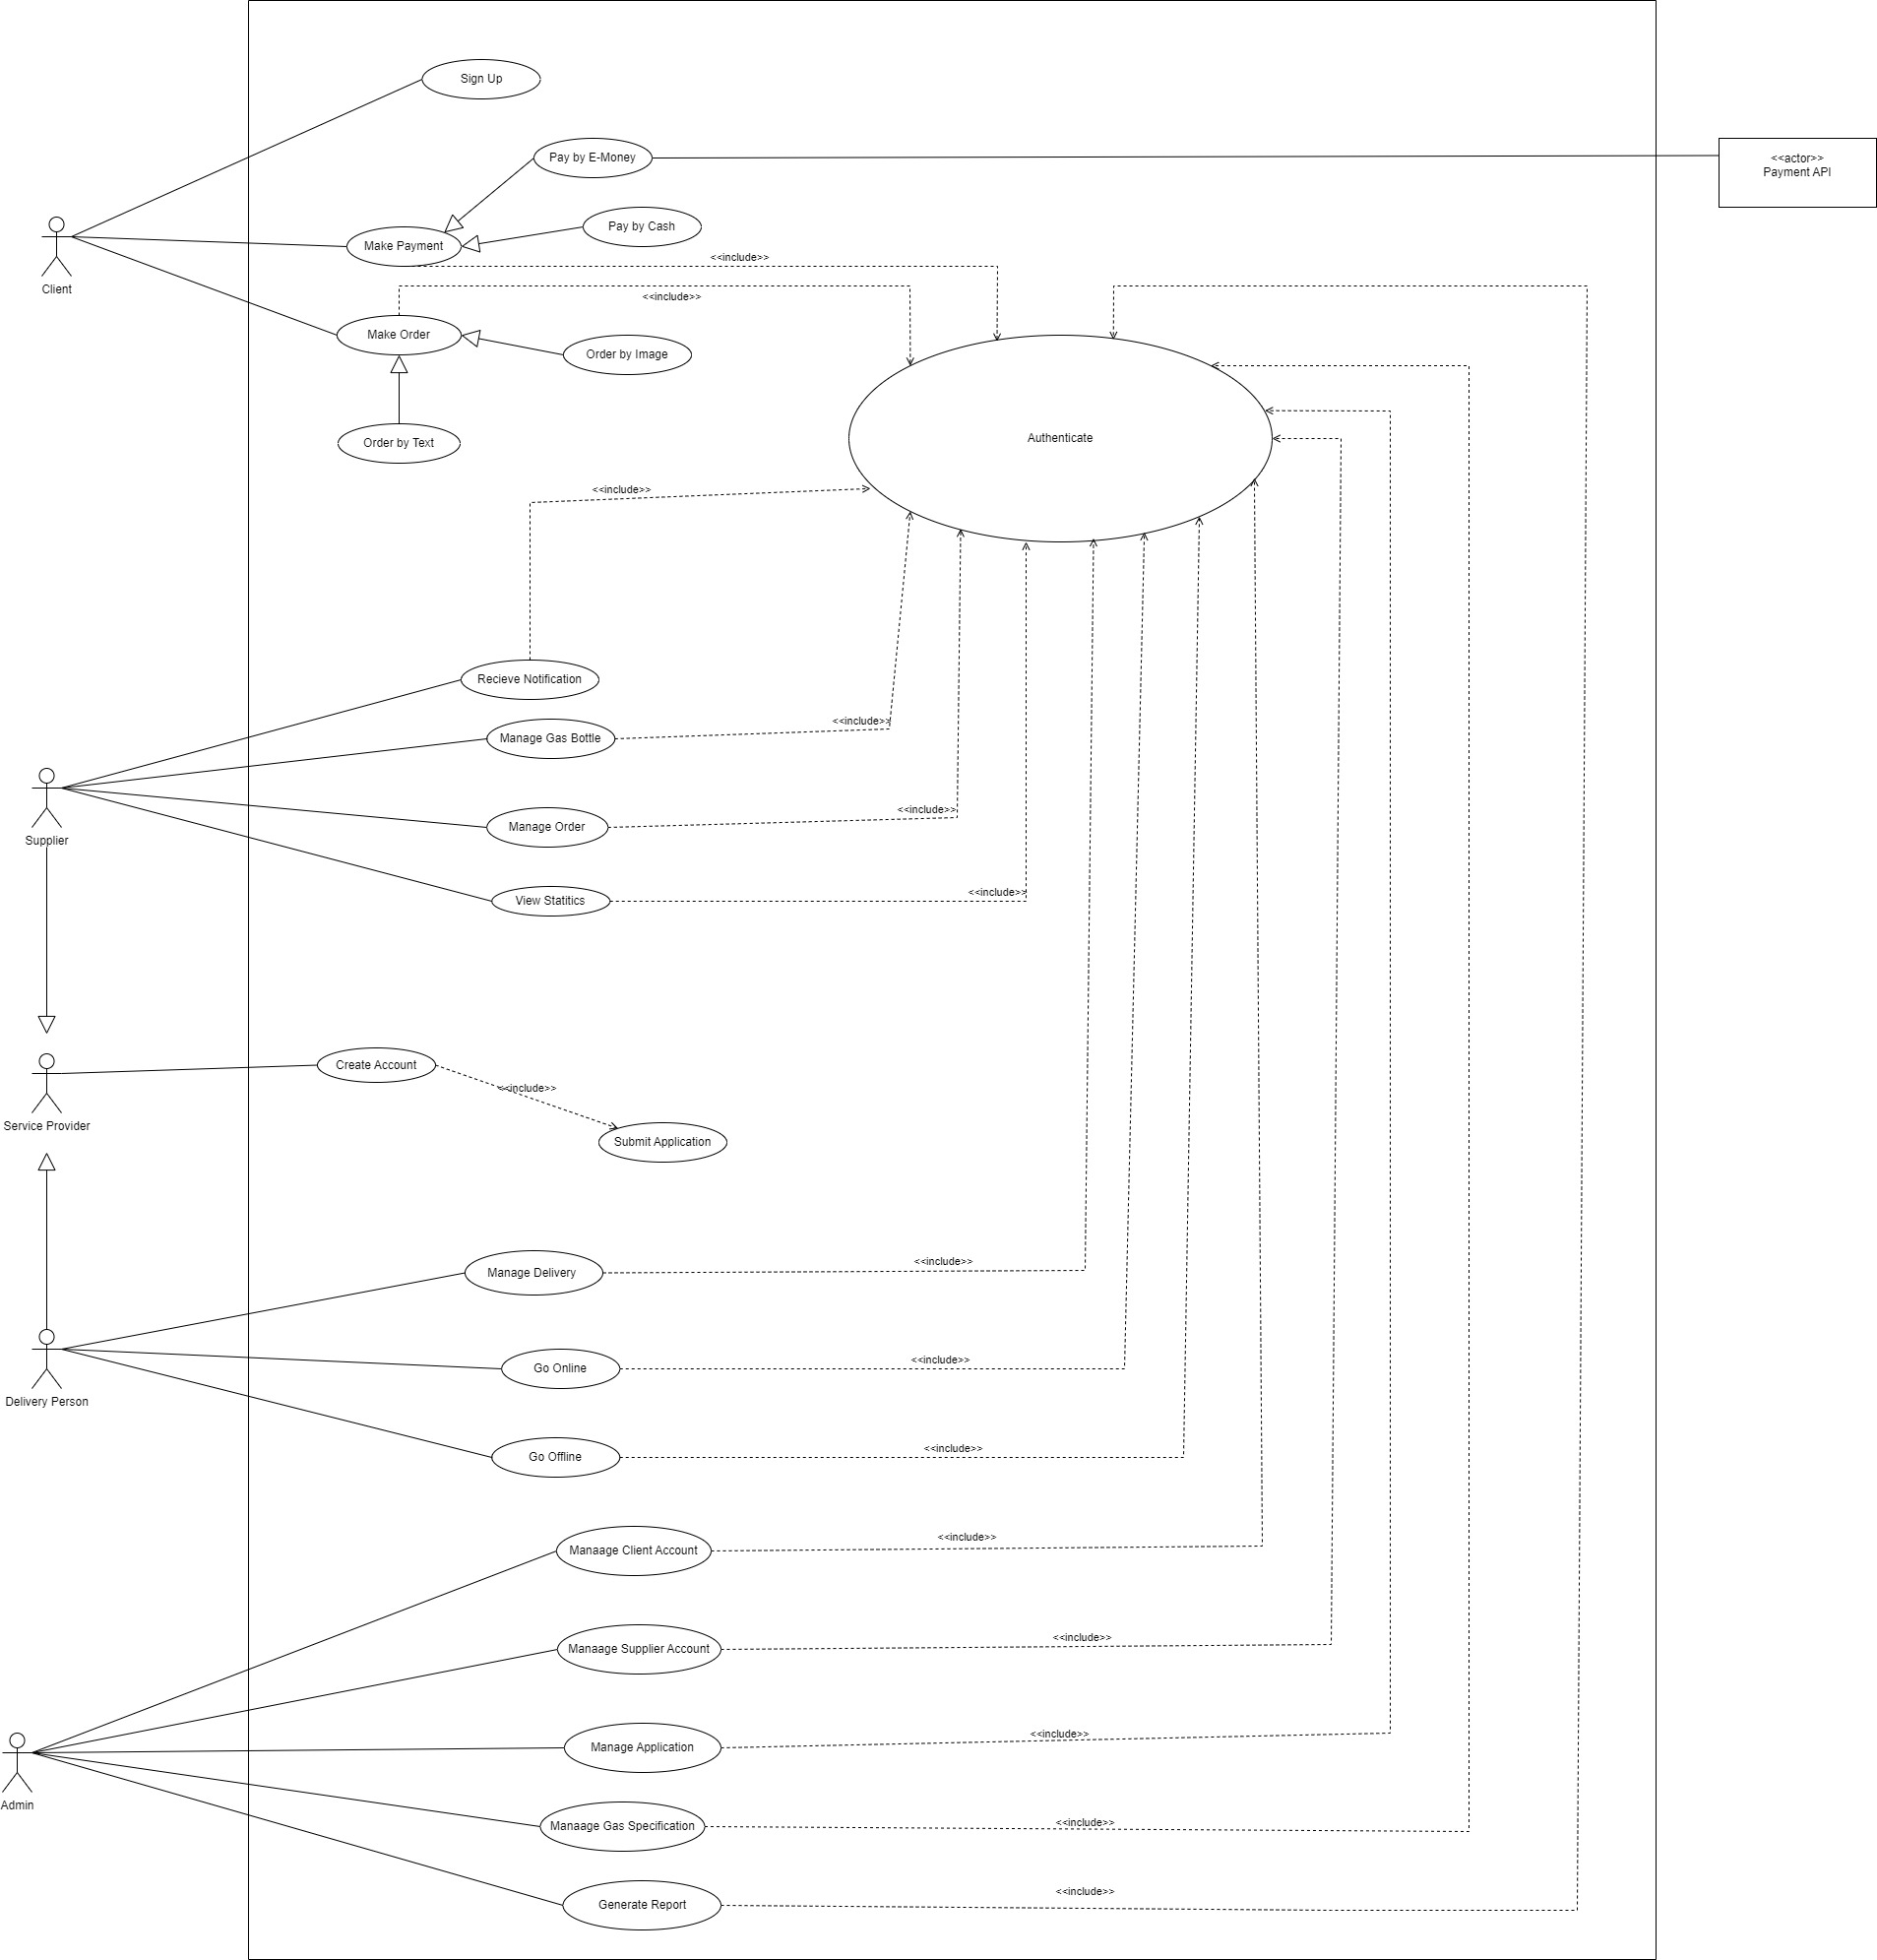 Sign Up
Pay by E-Money
<<actor>>
Payment API
Pay by Cash
Make Payment
<<include>>
Client
<<include>>
Make Order
Order by Image
Authenticate
Order by Text
<<include>>
Recieve Notification
<<include>>
Manage Gas Bottle
<<include>>
Manage Order
Supplier
<<include>>
View Statitics
Create Account
<<include>>
Service Provider
Submit Application
<<include>>
Manage Delivery
<<include>>
Go Online
Delivery Person
<<include>>
Go Offline
<<include>>
Manaage Client Account
<<include>>
Manaage Supplier Account
<<include>>
Manage Application
Admin
<<include>>
Manaage Gas Specification
<<include>>
Generate Report